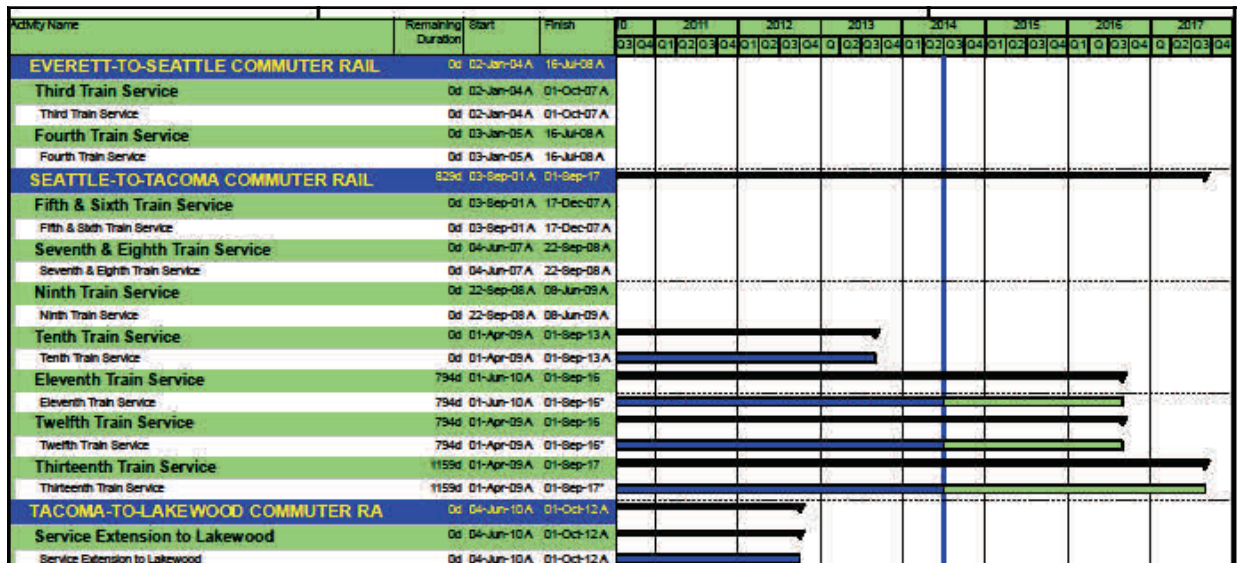 Activity Name Remaining Duration Start Finish 10 2011 2012 2013 2014 2015 2016 2017
Q3 Q4 Q1 Q2 Q3 Q4 Q1 Q2 Q3 Q4 Q Q2 Q3 Q4 Q1 Q2 Q3 Q4 Q1 Q2 Q3 Q4 Q1 Q Q3 Q4 Q Q2 Q3 Q4
EVERETT-TO-SEATTLE COMMUTER RAIL 0d 02-Jan-04 A 16-Jul-08 A
Third Train Service 0d 02-Jan-04 A 01-Oct-07 A
Third Train Service 0d 02-Jan-04 A 01-Oct-07 A
Fourth Train Service 0d 03-Jan-05 A 16-Jul-08 A
Fourth Train Service 0d 03-Jan-05 A 16-Jul-08 A
SEATTLE-TO-TACOMA COMMUTER RAIL 829d 03-Sep-01 A 01-Sep-17
Fifth & Sixth Train Service 0d 03-Sep-01 A 17-Dec-07 A
Fifth & Sixth Train Service 0d 03-Sep-01 A 17-Dec-07 A
Seventh & Eighth Train Service 0d 04-Jun-07 A 22-Sep-08 A
Seventh & Eighth Train Service 0d 04-Jun-07 A 22-Sep-08 A
Ninth Train Service 0d 22-Sep-08 A 08-Jun-09 A
Ninth Train Service 0d 22-Sep-08 A 08-Jun-09 A
Tenth Train Service 0d 01-Apr-09 A 01-Sep-13 A
Tenth Train Service 0d 01-Apr-09 A 01-Sep-13 A
Eleventh Train Service 794d 01-Jun-10 A 01-Sep-16
Eleventh Train Service 794d 01-Jun-10 A 01-Sep-16*
Twelfth Train Service 794d 01-Apr-09 A 01-Sep-16
Twelfth Train Service 794d 01-Apr-09 A 01-Sep-16*
Thirteenth Train Service 1159d 01-Apr-09 A 01-Sep-17
Thirteenth Train Service 1159d 01-Apr-09 A 01-Sep-17*
TACOMA-TO-LAKEWOOD COMMUTER RA 0d 04-Jun-10 A 01-Oct-12 A
Service Extension to Lakewood 0d 04-Jun-10 A 01-Oct-12 A
Service Extension to Lakewood 0d 04-Jun-10 A 01-Oct-12 A